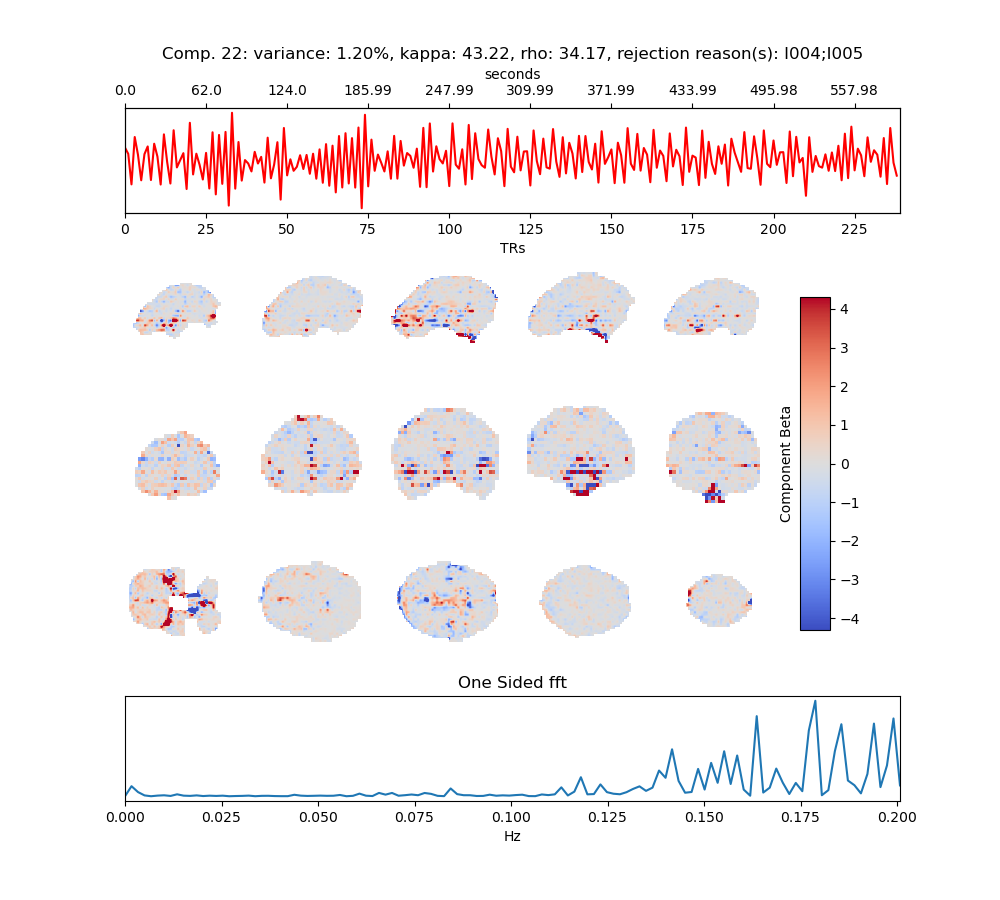 Comp. 22: variance: 1.20%, kappa: 43.22, rho: 34.17, rejection reason(s): I004;I005
seconds
0.0 62.0 124.0 185.99 247.99 309.99 371.99 433.99 495.98 557.98
0 25 50 75 100 125 150 175 200 225
TRs
Component Beta
4
3
2
1
0
−1
−2
−3
−4
One Sided fft
0.000 0.025 0.050 0.075 0.100 0.125 0.150 0.175 0.200
Hz